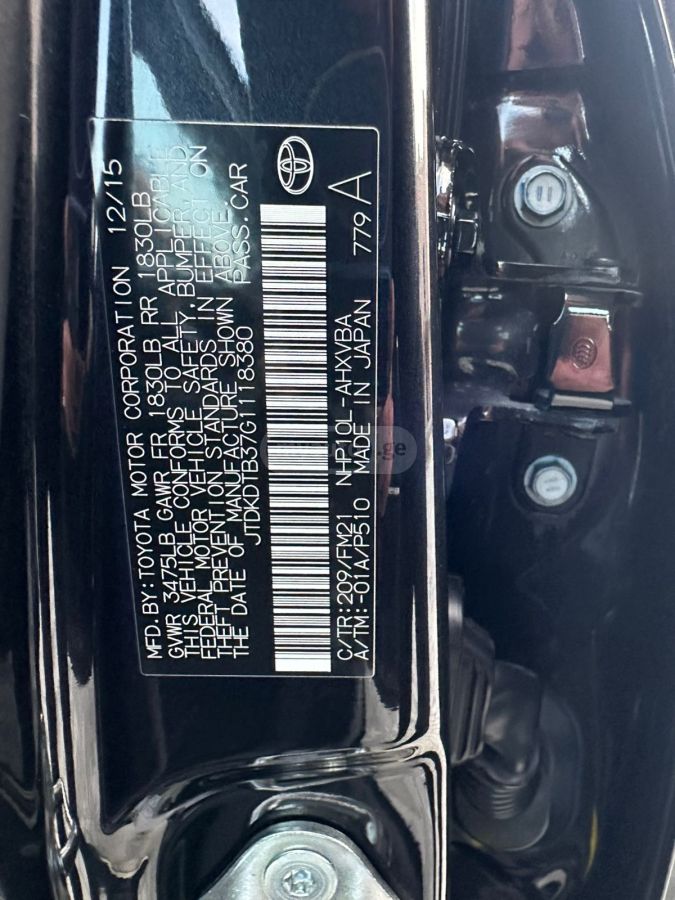 MFD. BY: TOYOTA MOTOR CORPORATION 12/15
GVWR 3475LB GAWR FR 1830LB RR 1830LB
THIS VEHICLE CONFORMS TO ALL APPLICABLE
FEDERAL MOTOR VEHICLE SAFETY, BUMPER, AND
THEFT PREVENTION STANDARDS IN EFFECT ON
THE DATE OF MANUFACTURE SHOWN ABOVE.
JTDKDTB37G1118380 PASS. CAR
C/TR: 209/FM21 NHP10L-AHXVBA 779A
A/TM: -01A/P510 MADE IN JAPAN